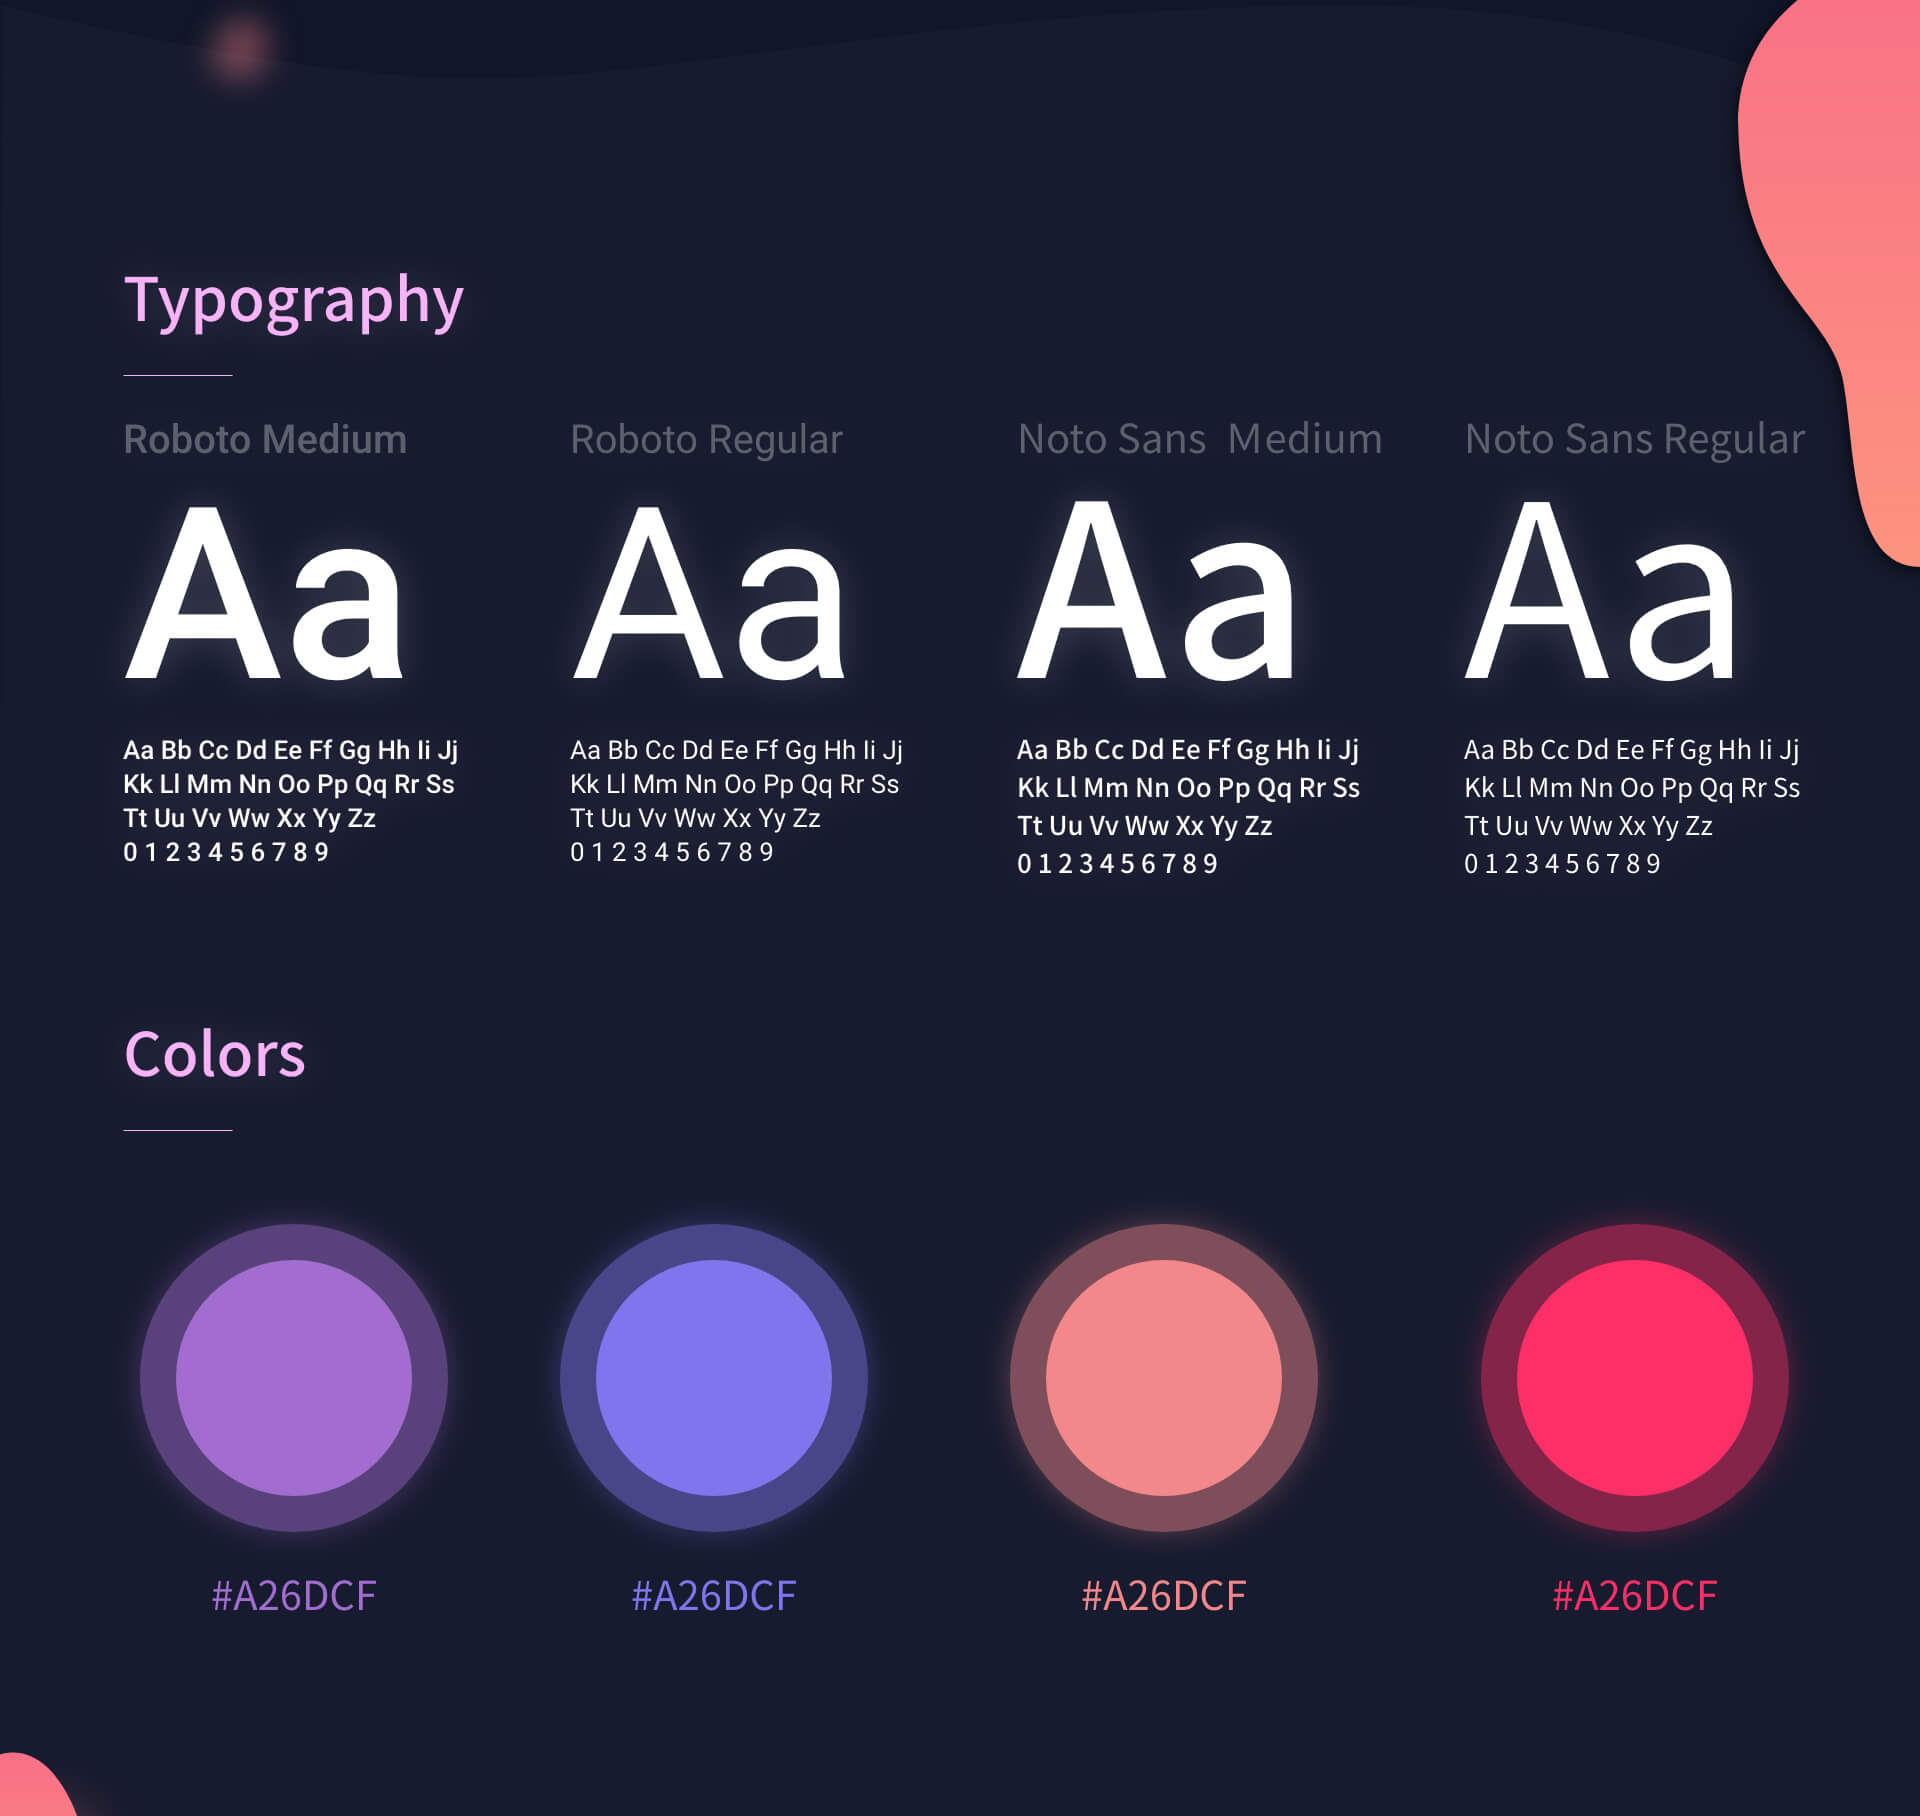 Typography
Roboto Medium
Aa
Aa Bb Cc Dd Ee Ff Gg Hh Ii Jj
Kk Ll Mm Nn Oo Pp Qq Rr Ss
Tt Uu Vv Ww Xx Yy Zz
0 1 2 3 4 5 6 7 8 9
Roboto Regular
Aa
Aa Bb Cc Dd Ee Ff Gg Hh Ii Jj
Kk Ll Mm Nn Oo Pp Qq Rr Ss
Tt Uu Vv Ww Xx Yy Zz
0 1 2 3 4 5 6 7 8 9
Noto Sans  Medium
Aa
Aa Bb Cc Dd Ee Ff Gg Hh Ii Jj
Kk Ll Mm Nn Oo Pp Qq Rr Ss
Tt Uu Vv Ww Xx Yy Zz
0 1 2 3 4 5 6 7 8 9
Noto Sans Regular
Aa
Aa Bb Cc Dd Ee Ff Gg Hh Ii Jj
Kk Ll Mm Nn Oo Pp Qq Rr Ss
Tt Uu Vv Ww Xx Yy Zz
0 1 2 3 4 5 6 7 8 9
Colors
#A26DCF
#A26DCF
#A26DCF
#A26DCF